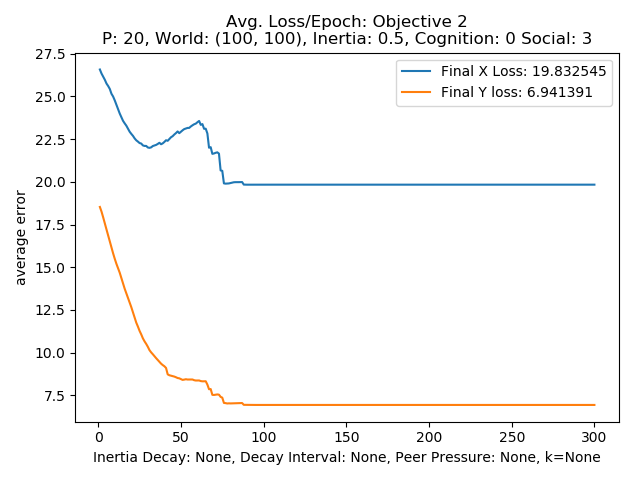 Avg. Loss/Epoch: Objective 2
P: 20, World: (100, 100), Inertia: 0.5, Cognition: 0 Social: 3
Final X Loss: 19.832545
Final Y loss: 6.941391
average error
27.5
25.0
22.5
20.0
17.5
15.0
12.5
10.0
7.5
0 50 100 150 200 250 300
Inertia Decay: None, Decay Interval: None, Peer Pressure: None, k=None